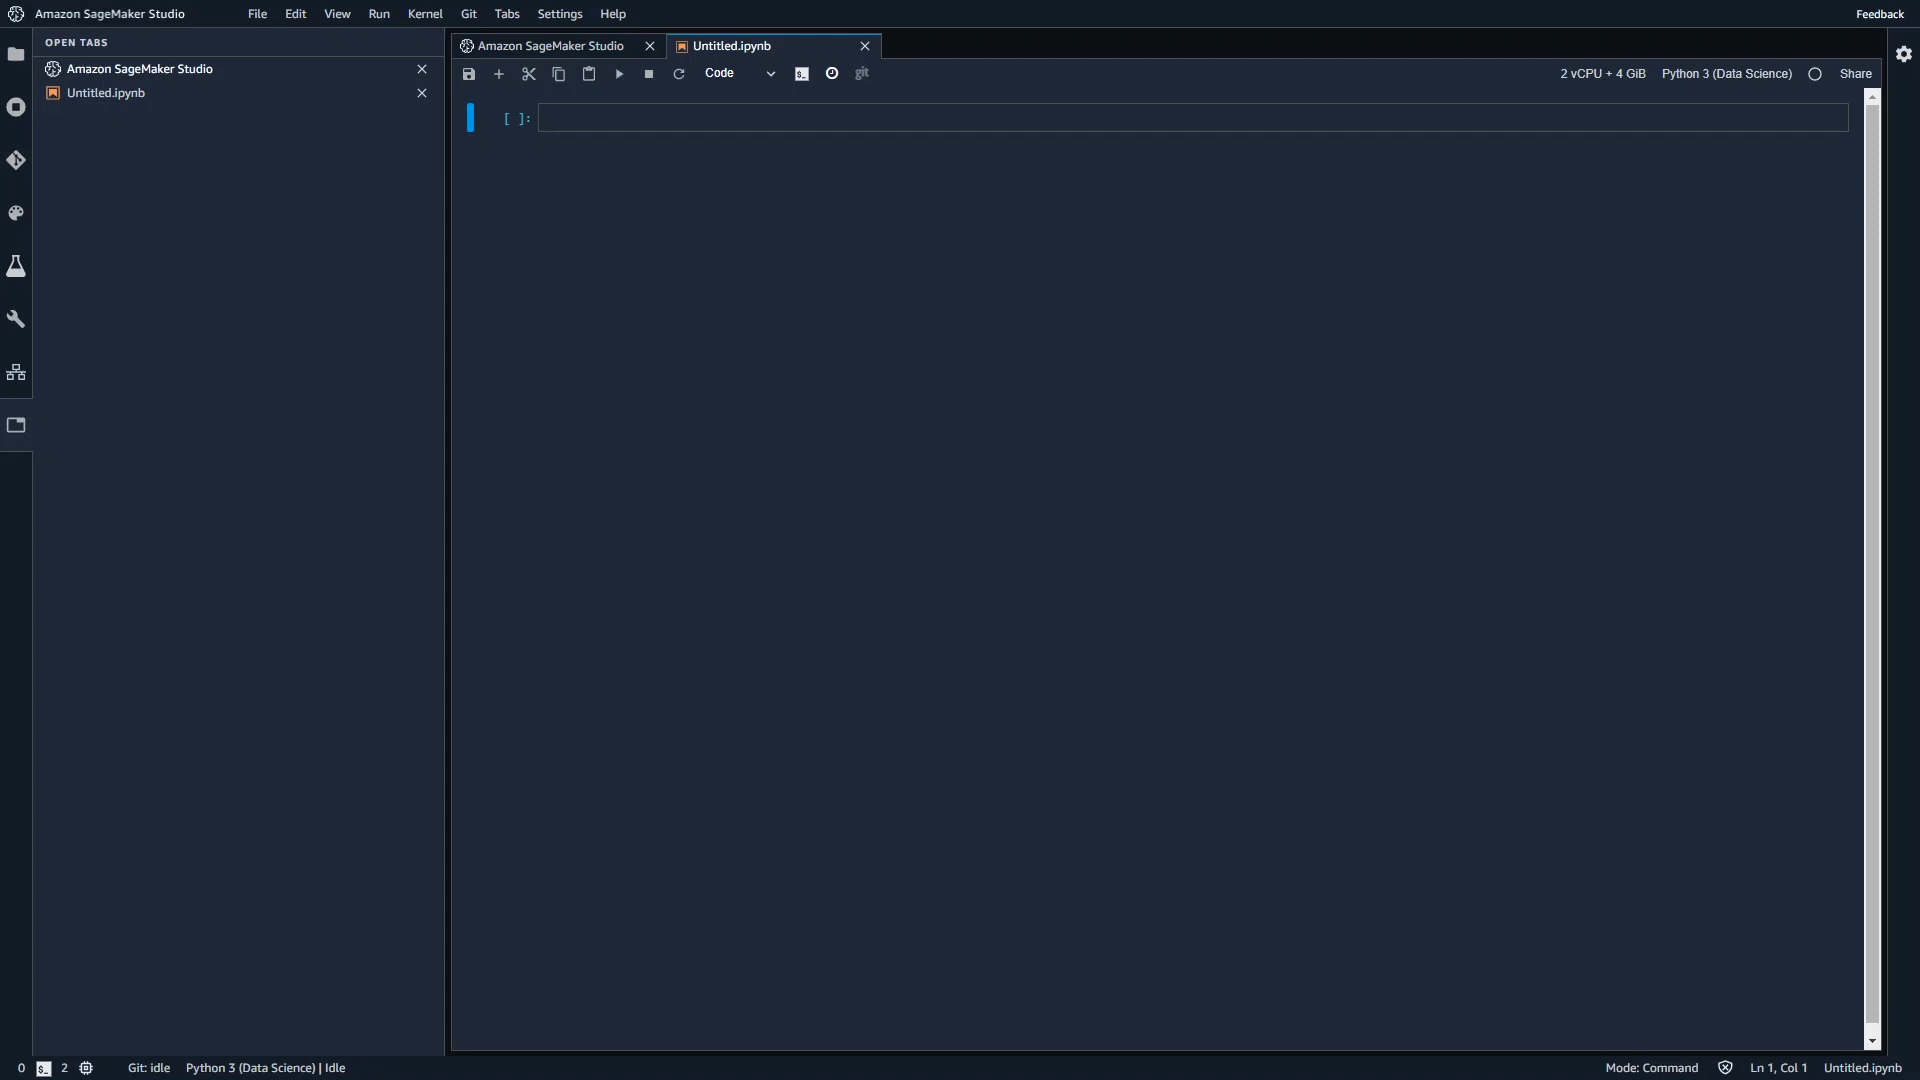 Amazon SageMaker Studio File Edit View Run Kernel Git Tabs Settings Help Feedback
OPEN TABS
Amazon SageMaker Studio
Untitled.ipynb
Amazon SageMaker Studio Untitled.ipynb
Code git 2 vCPU + 4 GiB Python 3 (Data Science) Share
[ ]:
0 $_ 2 Git: idle Python 3 (Data Science) | Idle Mode: Command Ln 1, Col 1 Untitled.ipynb